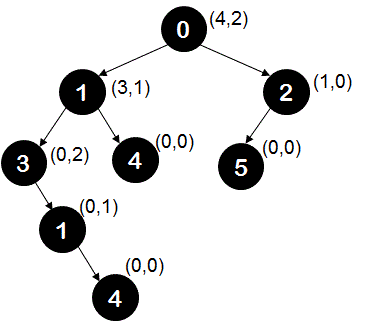 0 (4,2)
1 (3,1) 2 (1,0)
3 (0,2) 4 (0,0) 5 (0,0)
1 (0,1)
4 (0,0)